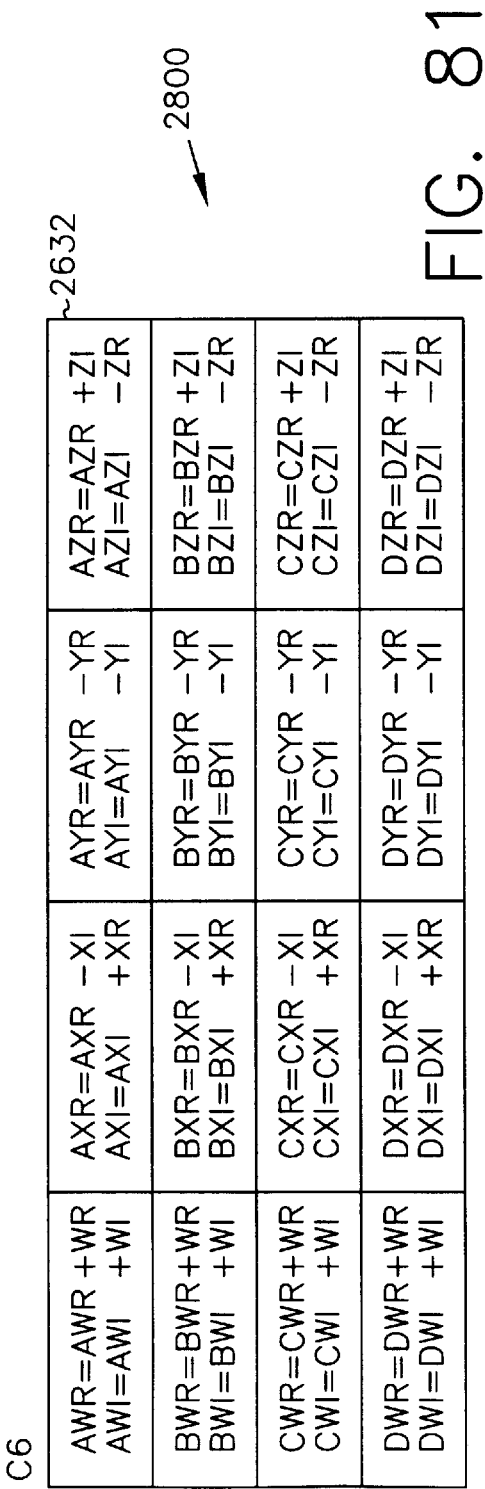 C6
AWR=AWR +WR
AWI=AWI +WI
AXR=AXR −XI
AXI=AXI +XR
AYR=AYR −YR
AYI=AYI −YI
AZR=AZR +ZI
AZI=AZI −ZR
BWR=BWR+WR
BWI=BWI +WI
BXR=BXR −XI
BXI=BXI +XR
BYR=BYR −YR
BYI=BYI −YI
BZR=BZR +ZI
BZI=BZI −ZR
CWR=CWR+WR
CWI=CWI +WI
CXR=CXR −XI
CXI=CXI +XR
CYR=CYR −YR
CYI=CYI −YI
CZR=CZR +ZI
CZI=CZI −ZR
DWR=DWR+WR
DWI=DWI +WI
DXR=DXR −XI
DXI=DXI +XR
DYR=DYR −YR
DYI=DYI −YI
DZR=DZR +ZI
DZI=DZI −ZR
~2632
2800
FIG. 81